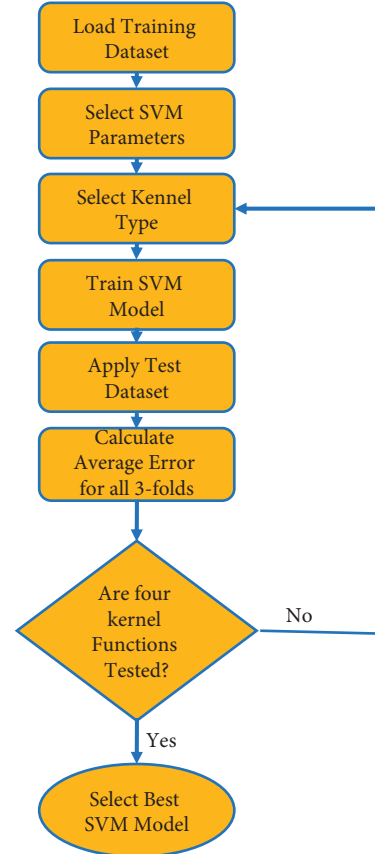 Load Training
Dataset
Select SVM
Parameters
Select Kennel
Type
Train SVM
Model
Apply Test
Dataset
Calculate
Average Error
for all 3-folds
Are four
kernel
Functions
Tested?
No
Yes
Select Best
SVM Model